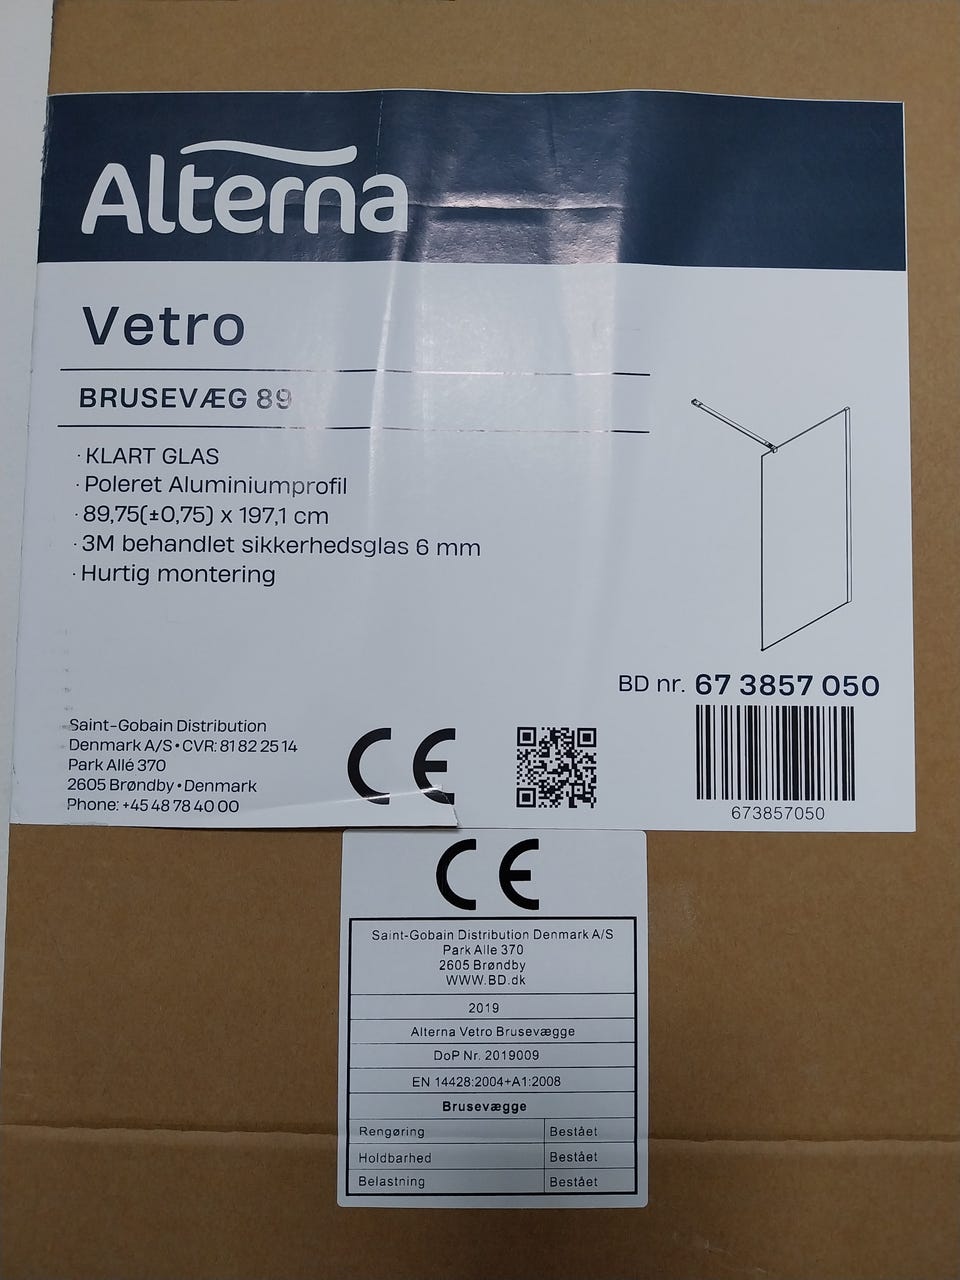 Alterna
Vetro
BRUSEVÆG 89
· KLART GLAS
· Poleret Aluminiumprofil
· 89,75(±0,75) x 197,1 cm
· 3M behandlet sikkerhedsglas 6 mm
· Hurtig montering
BD nr. 67 3857 050
673857050
Saint-Gobain Distribution
Denmark A/S • CVR: 81 82 25 14
Park Allé 370
2605 Brøndby • Denmark
Phone: +45 48 78 40 00
CE
CE
Saint-Gobain Distribution Denmark A/S
Park Alle 370
2605 Brøndby
WWW.BD.dk
2019
Alterna Vetro Brusevægge
DoP Nr. 2019009
EN 14428:2004+A1:2008
Brusevægge
Rengøring Bestået
Holdbarhed Bestået
Belastning Bestået